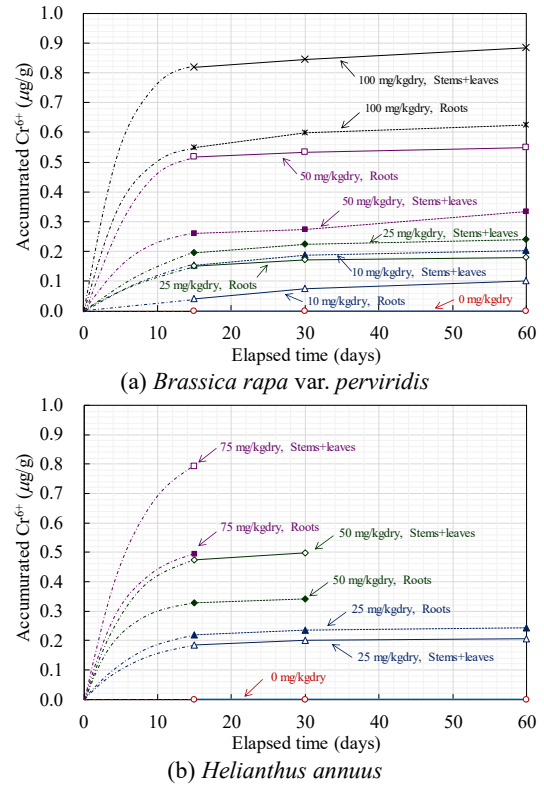 1.0
0.9
0.8
0.7
0.6
0.5
0.4
0.3
0.2
0.1
0.0
Accumurated Cr⁶⁺ (μg/g)
100 mg/kgdry, Stems+leaves
100 mg/kgdry, Roots
50 mg/kgdry, Roots
50 mg/kgdry, Stems+leaves
25 mg/kgdry, Stems+leaves
10 mg/kgdry, Stems+leaves
25 mg/kgdry, Roots
10 mg/kgdry, Roots
0 mg/kgdry
0 10 20 30 40 50 60
Elapsed time (days)
(a) Brassica rapa var. perviridis
1.0
0.9
0.8
0.7
0.6
0.5
0.4
0.3
0.2
0.1
0.0
Accumurated Cr⁶⁺ (μg/g)
75 mg/kgdry, Stems+leaves
75 mg/kgdry, Roots
50 mg/kgdry, Stems+leaves
50 mg/kgdry, Roots
25 mg/kgdry, Roots
25 mg/kgdry, Stems+leaves
0 mg/kgdry
0 10 20 30 40 50 60
Elapsed time (days)
(b) Helianthus annuus